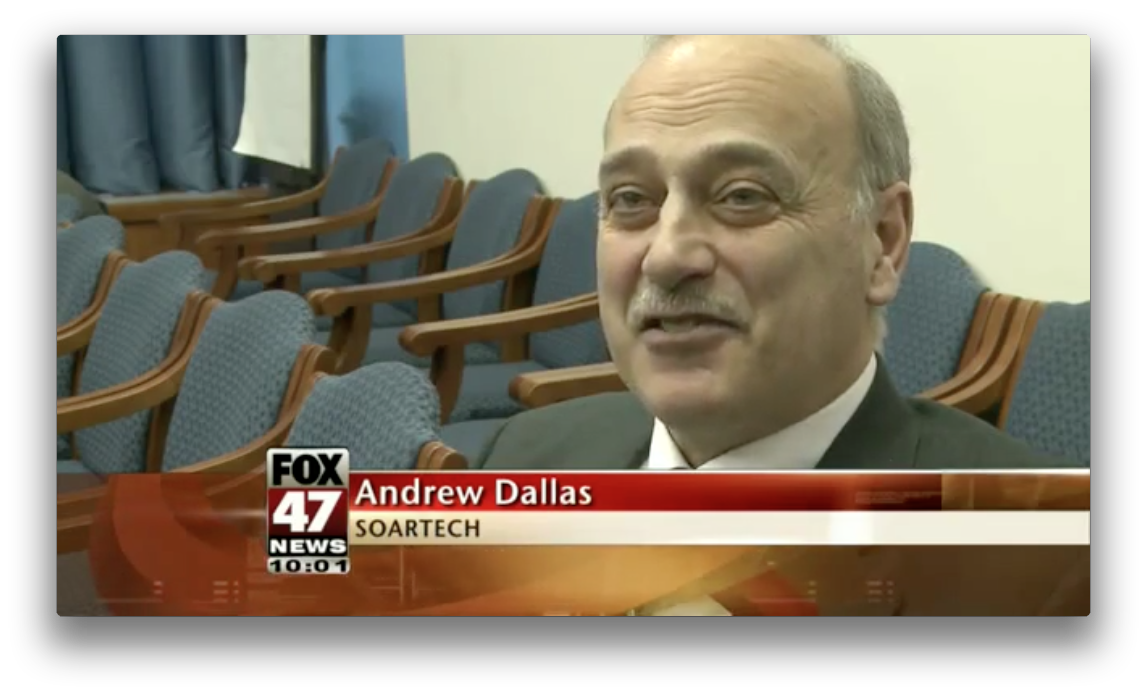 FOX
47
NEWS
10:01
Andrew Dallas
SOARTECH